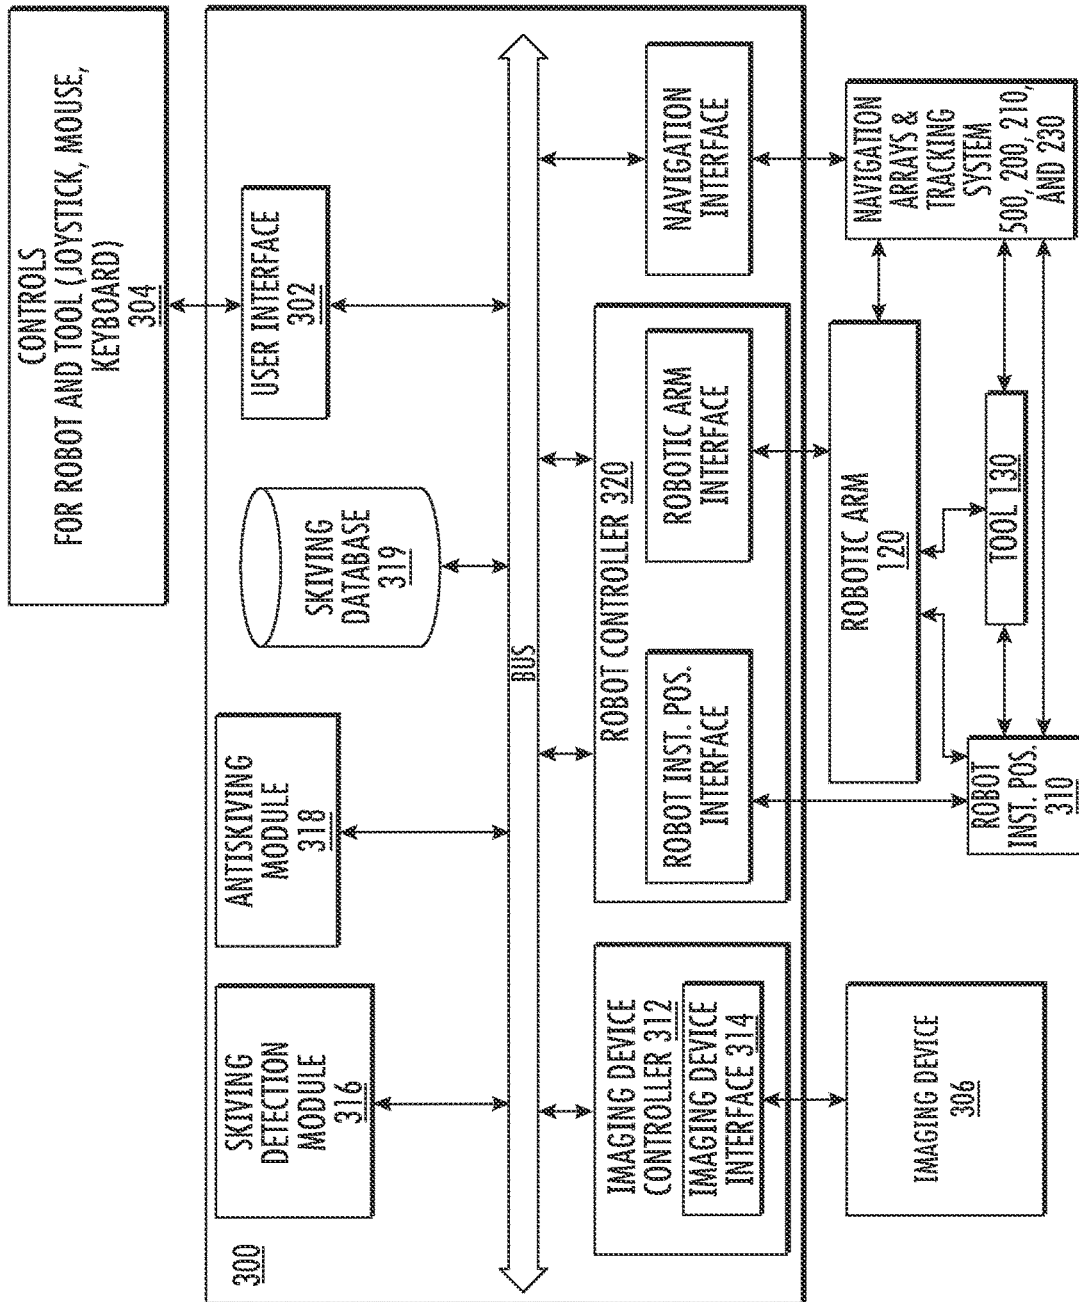 300
SKIVING
DETECTION
MODULE
316
ANTISKIVING
MODULE
318
SKIVING
DATABASE
319
USER INTERFACE
302
CONTROLS
FOR ROBOT AND TOOL (JOYSTICK, MOUSE,
KEYBOARD)
304
BUS
IMAGING DEVICE
CONTROLLER 312
IMAGING DEVICE
INTERFACE 314
ROBOT CONTROLLER 320
ROBOT INST. POS.
INTERFACE
ROBOTIC ARM
INTERFACE
NAVIGATION
INTERFACE
IMAGING DEVICE
306
ROBOT
INST. POS.
310
ROBOTIC ARM
120
TOOL 130
NAVIGATION
ARRAYS &
TRACKING
SYSTEM
500, 200, 210,
AND 230